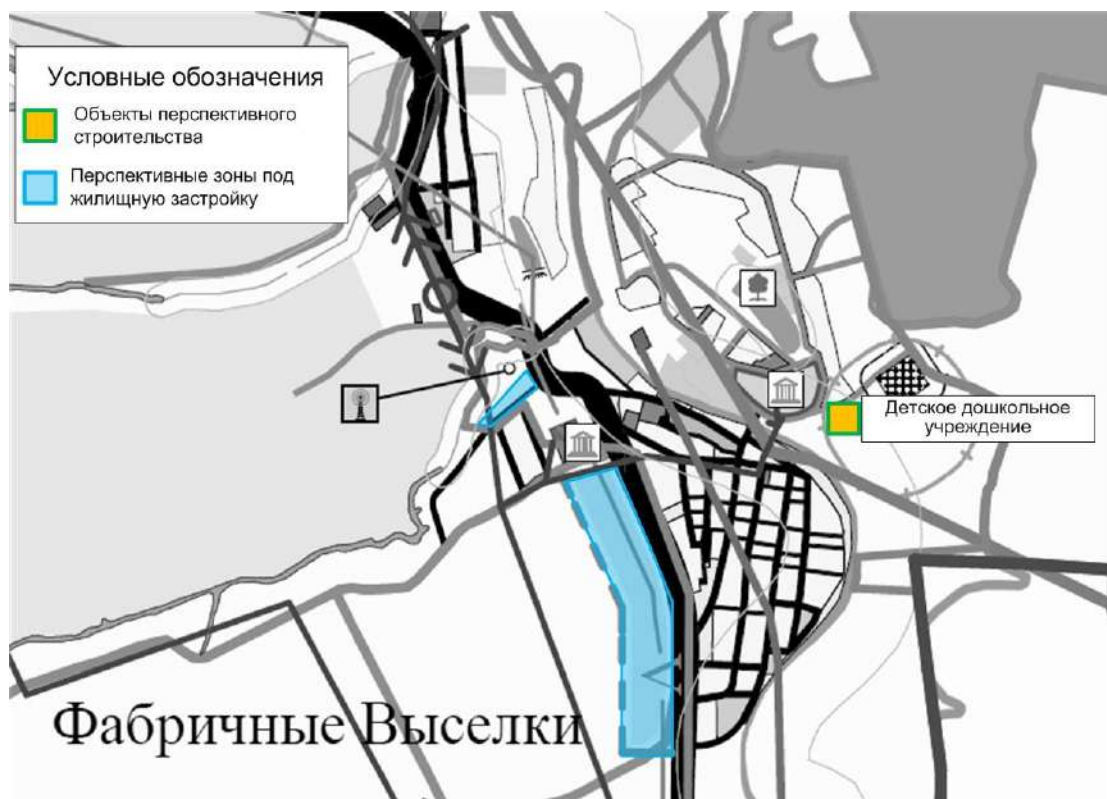 Условные обозначения
Объекты перспективного
строительства
Перспективные зоны под
жилищную застройку
Детское дошкольное
учреждение
Фабричные Выселки